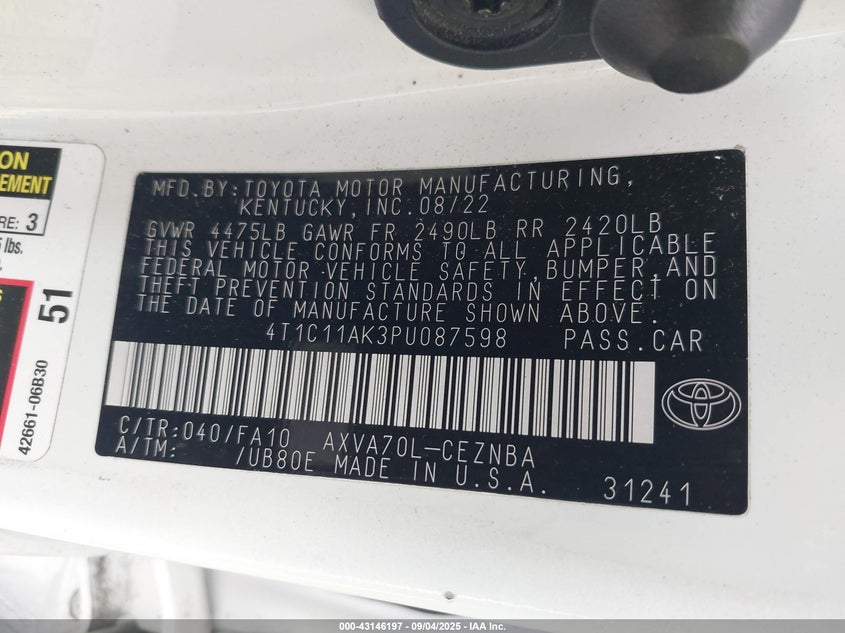 ON
EMENT
RE: 3
lbs.
51
42661-06B30
MFD.BY:TOYOTA MOTOR MANUFACTURING,
KENTUCKY,INC.08/22
GVWR 4475LB GAWR FR 2490LB RR 2420LB
THIS VEHICLE CONFORMS TO ALL APPLICABLE
FEDERAL MOTOR VEHICLE SAFETY,BUMPER,AND
THEFT PREVENTION STANDARDS IN EFFECT ON
THE DATE OF MANUFACTURE SHOWN ABOVE.
4T1C11AK3PU087598 PASS.CAR
C/TR:040/FA10 AXVA70L-CEZNBA
A/TM: /UB80E MADE IN U.S.A. 31241
000-43146197 - 09/04/2025 - IAA Inc.